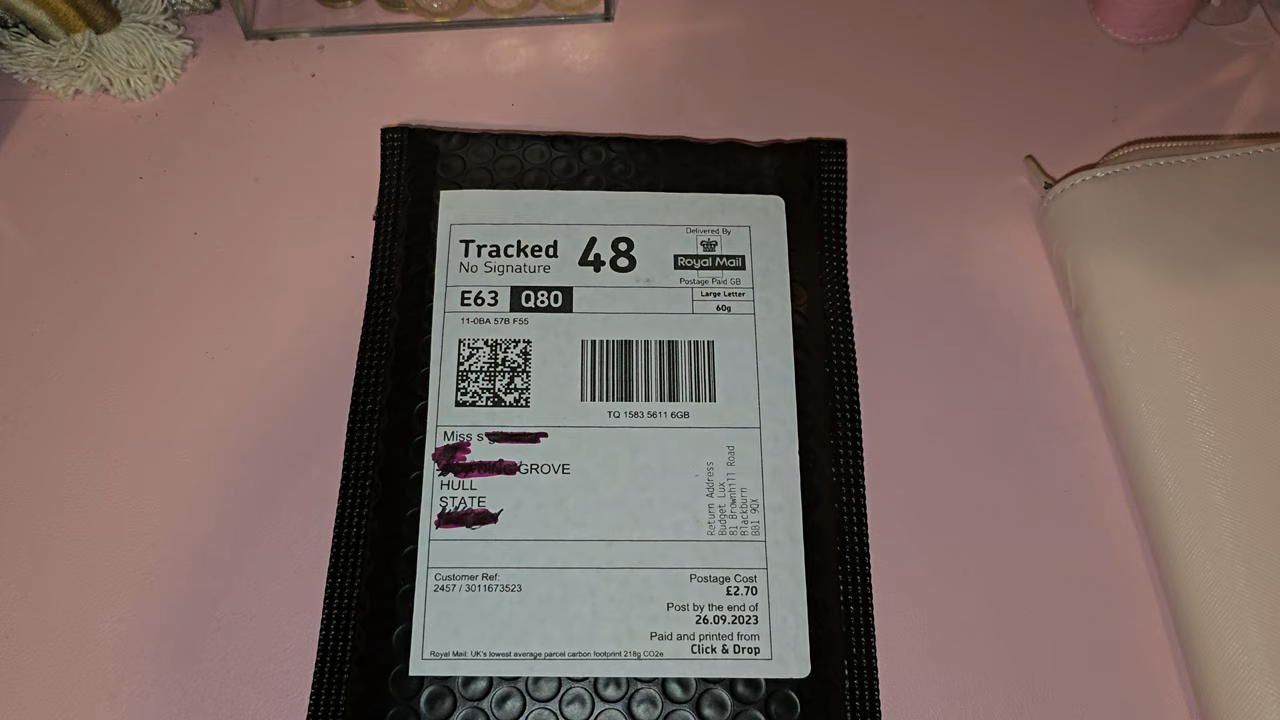 Tracked 48
No Signature
Delivered By
Royal Mail
Postage Paid GB
E63 Q80
Large Letter
60g
11-0BA 57B F55
TQ 1583 5611 6GB
Miss s
GROVE
HULL
STATE
Return Address
Budget Lux
81 Brownhill Road
Blackburn
BB1 9QX
Customer Ref:
2457 / 3011673523
Postage Cost
£2.70
Post by the end of
26.09.2023
Paid and printed from
Click & Drop
Royal Mail: UK's lowest average parcel carbon footprint 218g CO2e